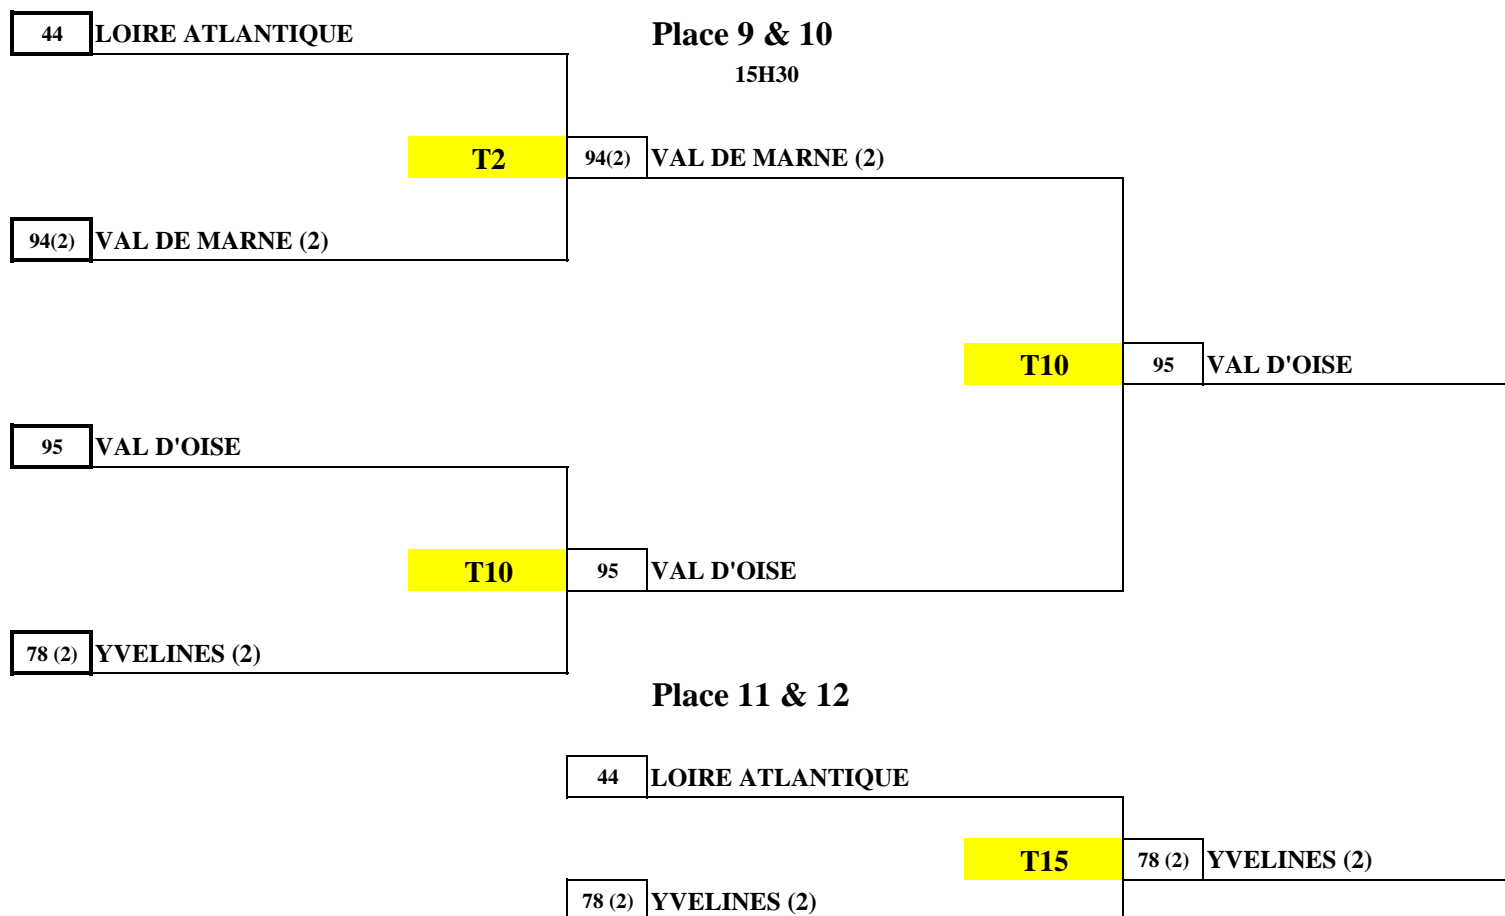 44 LOIRE ATLANTIQUE Place 9 & 10
15H30
T2 94(2) VAL DE MARNE (2)
94(2) VAL DE MARNE (2)
T10 95 VAL D'OISE
95 VAL D'OISE
T10 95 VAL D'OISE
78 (2) YVELINES (2)
Place 11 & 12
44 LOIRE ATLANTIQUE
T15 78 (2) YVELINES (2)
78 (2) YVELINES (2)